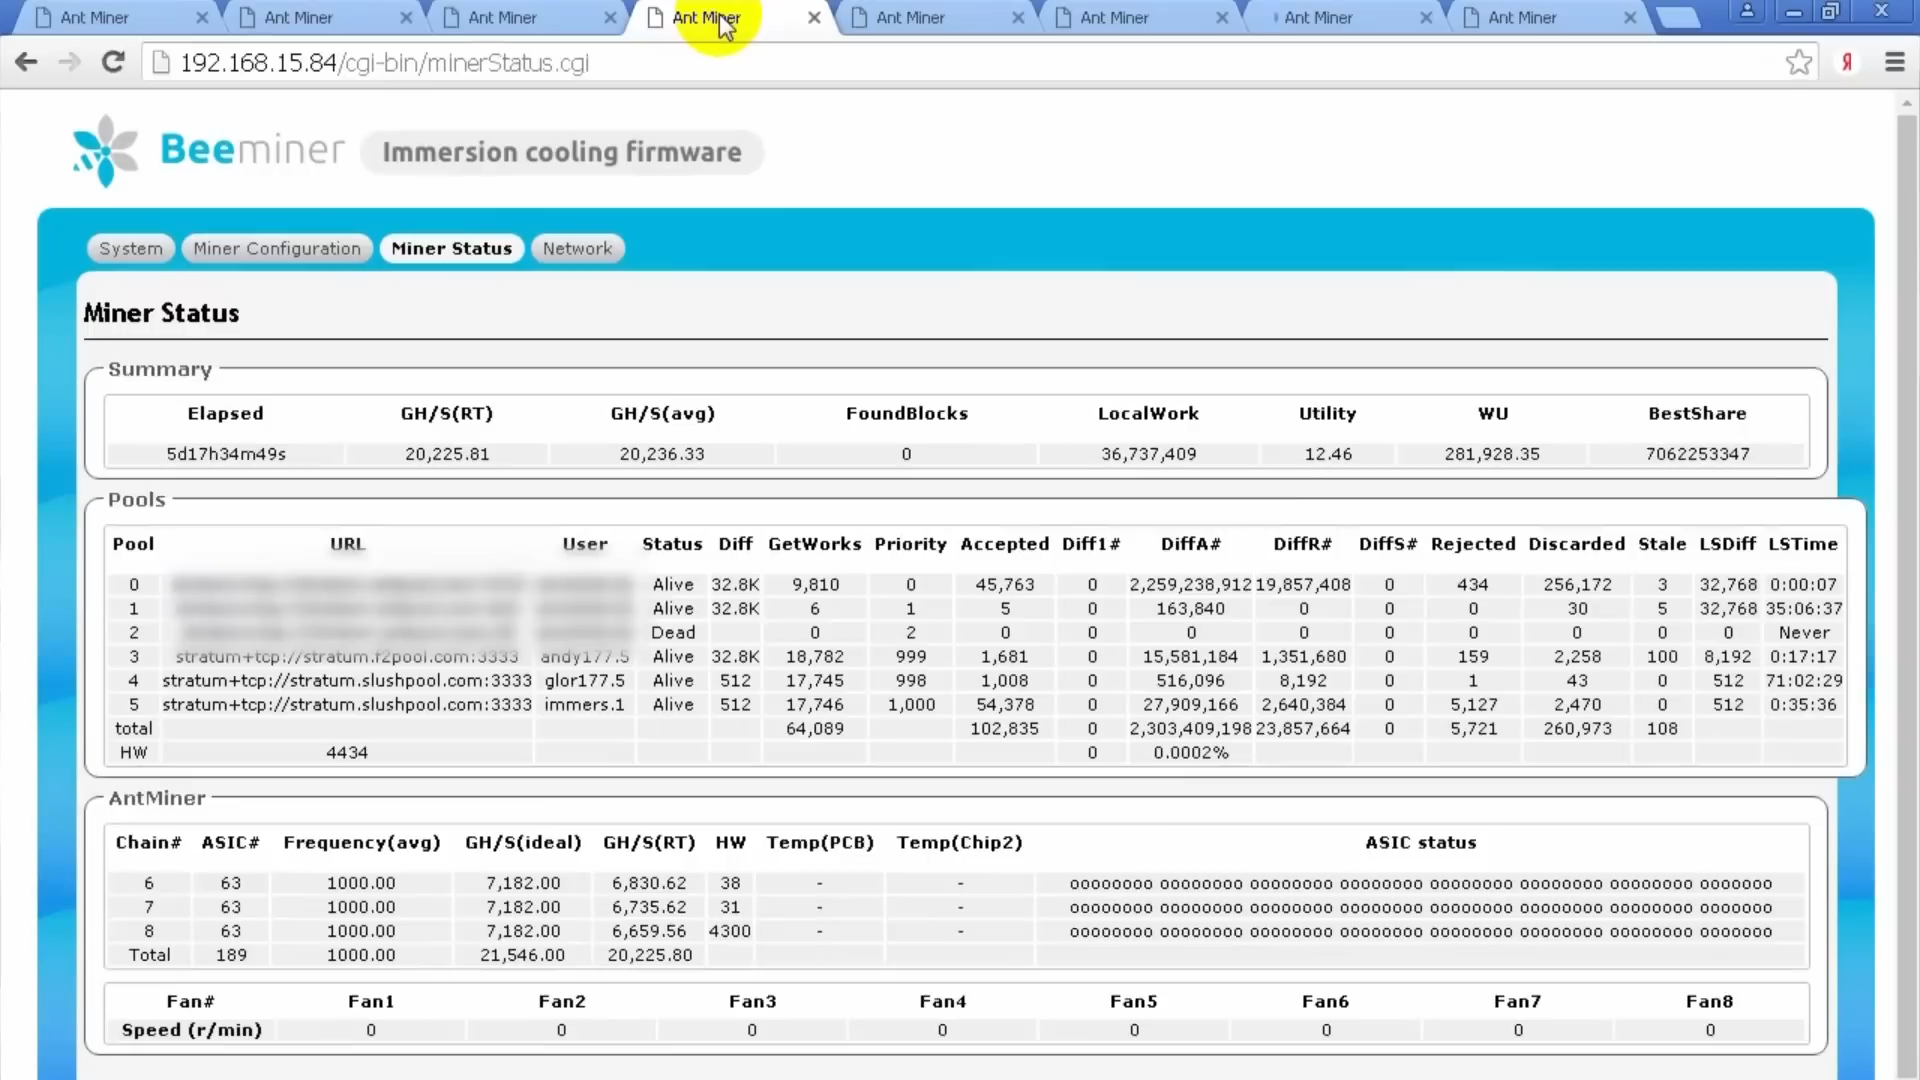 Ant Miner Ant Miner Ant Miner Ant Miner Ant Miner Ant Miner Ant Miner Ant Miner
192.168.15.84/cgi-bin/minerStatus.cgi Я
Beeminer Immersion cooling firmware
System Miner Configuration Miner Status Network
Miner Status
Summary
Elapsed GH/S(RT) GH/S(avg) FoundBlocks LocalWork Utility WU BestShare
5d17h34m49s 20,225.81 20,236.33 0 36,737,409 12.46 281,928.35 7062253347
Pools
Pool URL User Status Diff GetWorks Priority Accepted Diff1# DiffA# DiffR# DiffS# Rejected Discarded Stale LSDiff LSTime
0 Alive 32.8K 9,810 0 45,763 0 2,259,238,912 19,857,408 0 434 256,172 3 32,768 0:00:07
1 Alive 32.8K 6 1 5 0 163,840 0 0 0 30 5 32,768 35:06:37
2 Dead 0 2 0 0 0 0 0 0 0 0 0 Never
3 stratum+tcp://stratum.f2pool.com:3333 andy177.5 Alive 32.8K 18,782 999 1,681 0 15,581,184 1,351,680 0 159 2,258 100 8,192 0:17:17
4 stratum+tcp://stratum.slushpool.com:3333 glor177.5 Alive 512 17,745 998 1,008 0 516,096 8,192 0 1 43 0 512 71:02:29
5 stratum+tcp://stratum.slushpool.com:3333 immers.1 Alive 512 17,746 1,000 54,378 0 27,909,166 2,640,384 0 5,127 2,470 0 512 0:35:36
total 64,089 102,835 0 2,303,409,198 23,857,664 0 5,721 260,973 108
HW 4434 0 0.0002%
AntMiner
Chain# ASIC# Frequency(avg) GH/S(ideal) GH/S(RT) HW Temp(PCB) Temp(Chip2) ASIC status
6 63 1000.00 7,182.00 6,830.62 38 - - oooooooo oooooooo oooooooo oooooooo oooooooo oooooooo oooooooo ooooooo
7 63 1000.00 7,182.00 6,735.62 31 - - oooooooo oooooooo oooooooo oooooooo oooooooo oooooooo oooooooo ooooooo
8 63 1000.00 7,182.00 6,659.56 4300 - - oooooooo oooooooo oooooooo oooooooo oooooooo oooooooo oooooooo ooooooo
Total 189 1000.00 21,546.00 20,225.80
Fan# Fan1 Fan2 Fan3 Fan4 Fan5 Fan6 Fan7 Fan8
Speed (r/min) 0 0 0 0 0 0 0 0